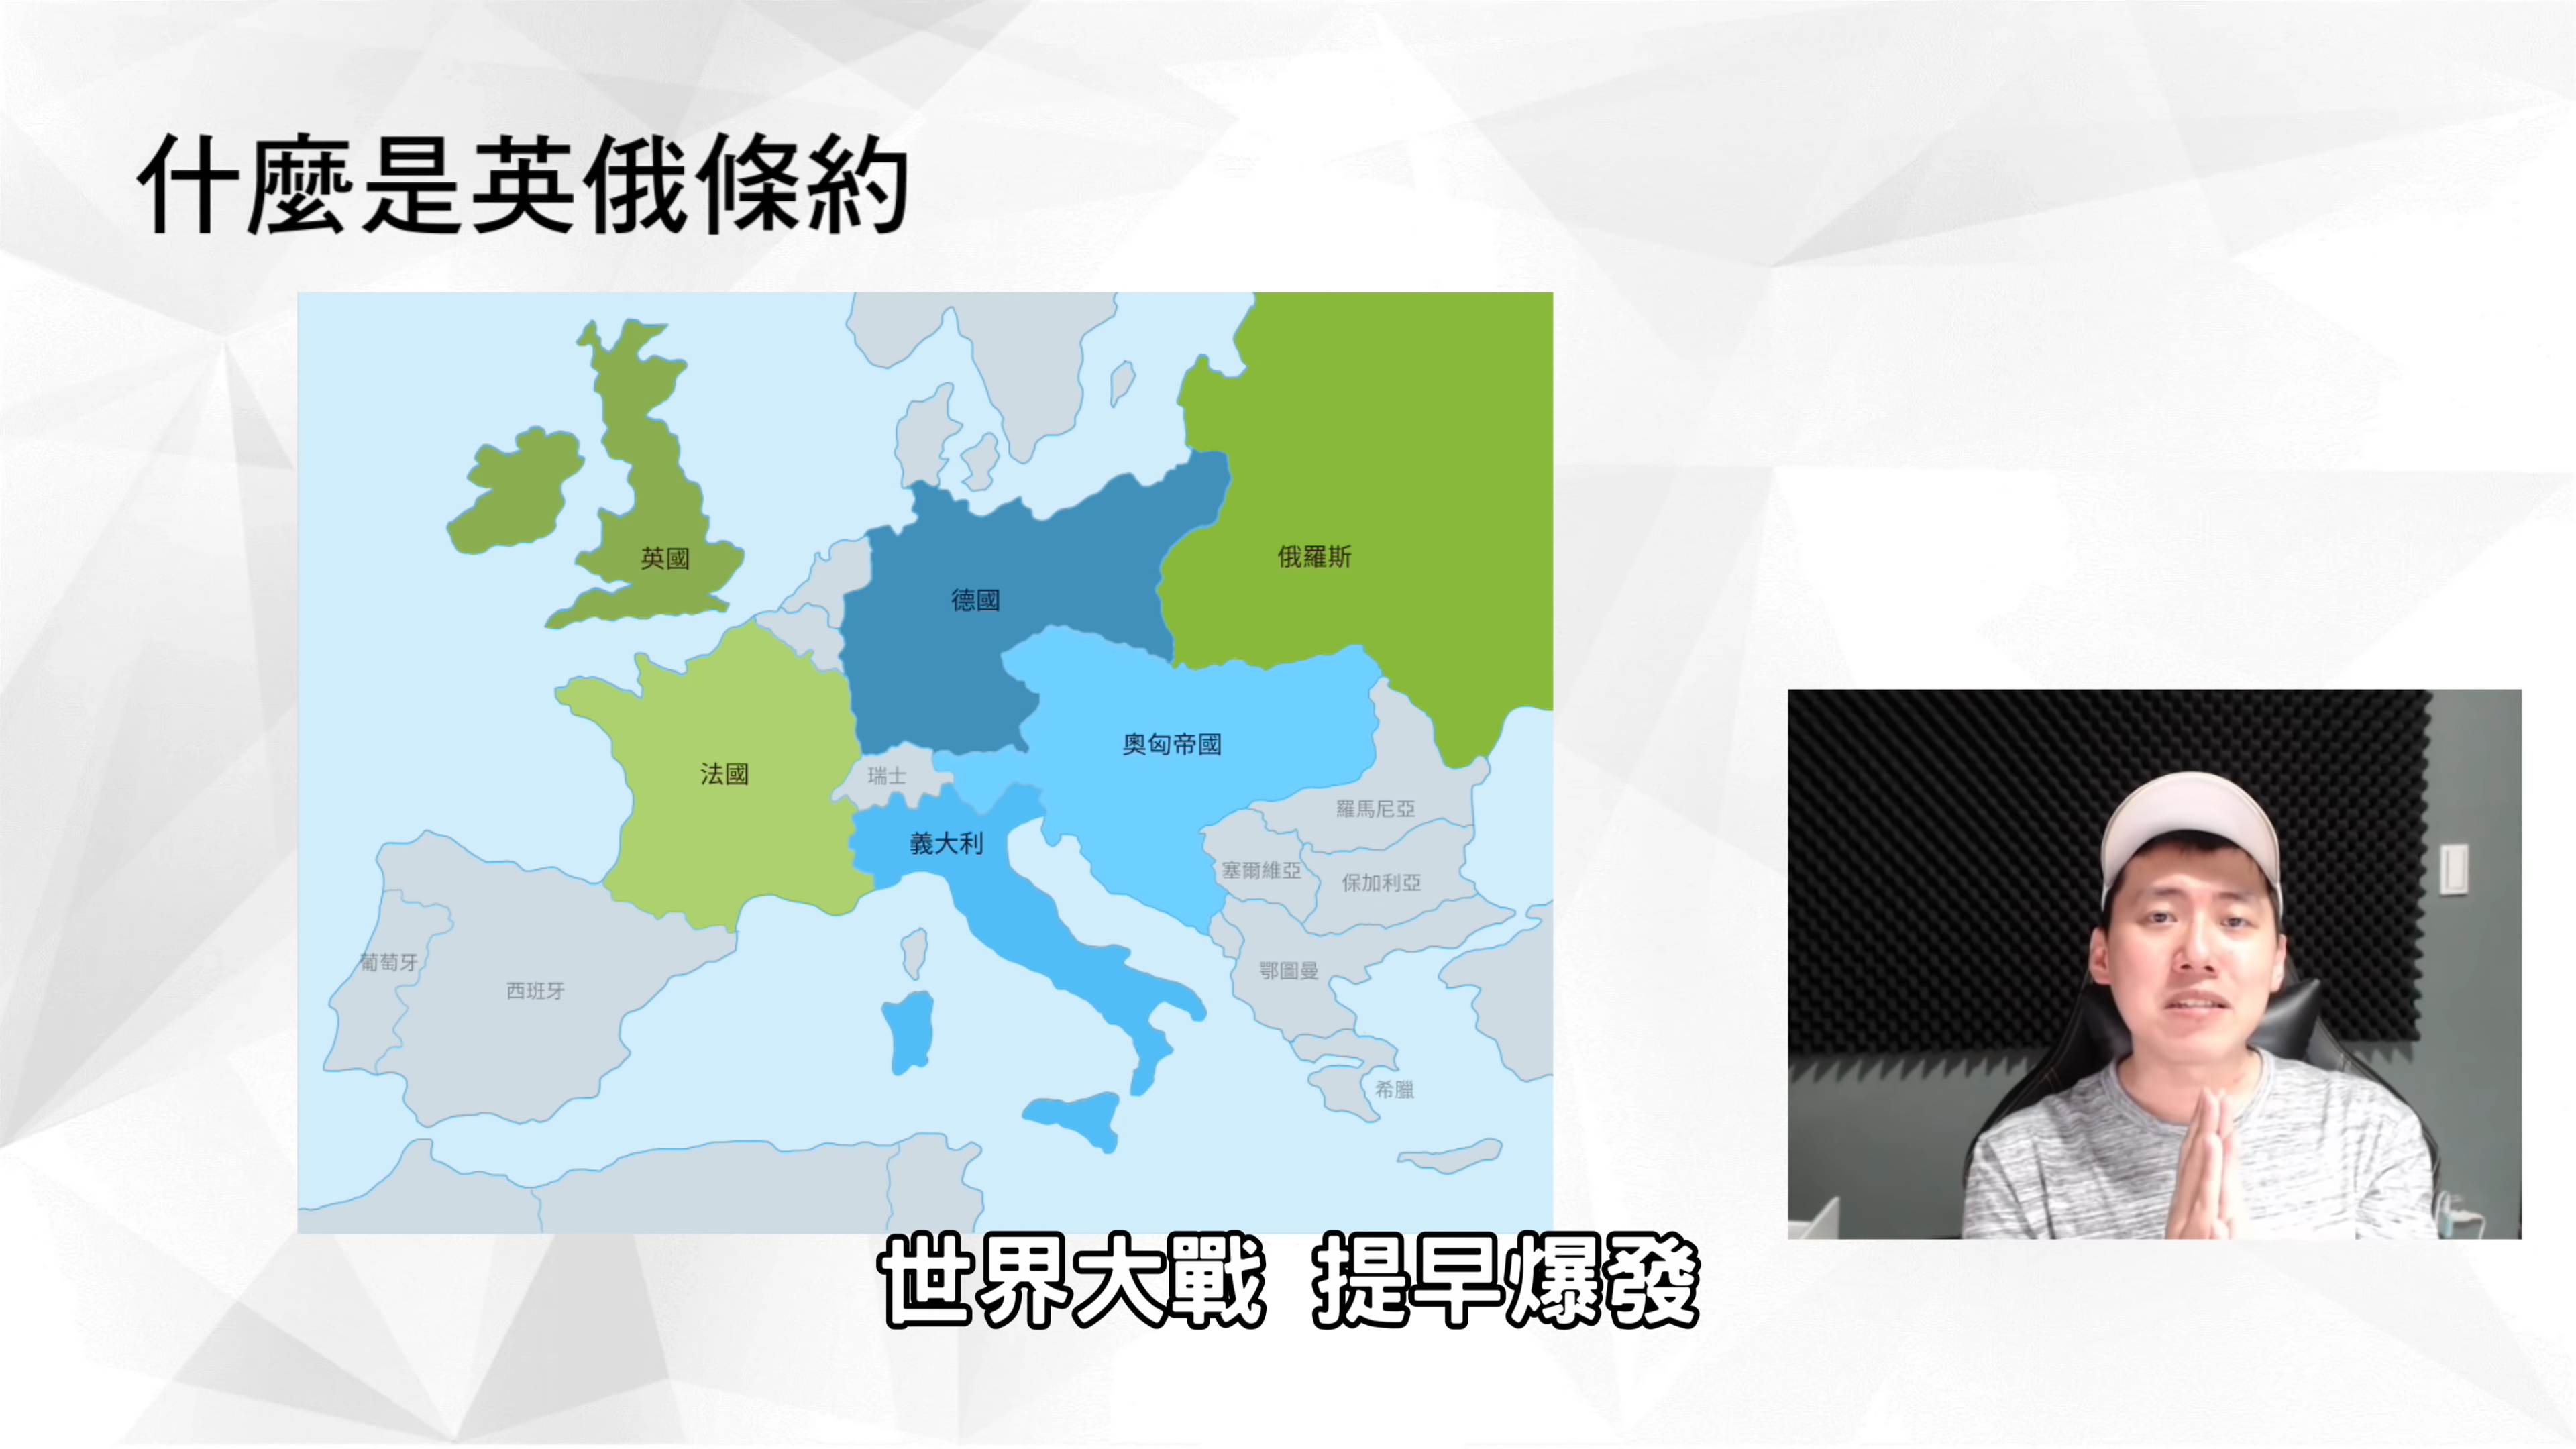 什麼是英俄條約
英國
俄羅斯
德國
奧匈帝國
法國
瑞士
羅馬尼亞
義大利
塞爾維亞
保加利亞
葡萄牙
西班牙
鄂圖曼
希臘
世界大戰 提早爆發